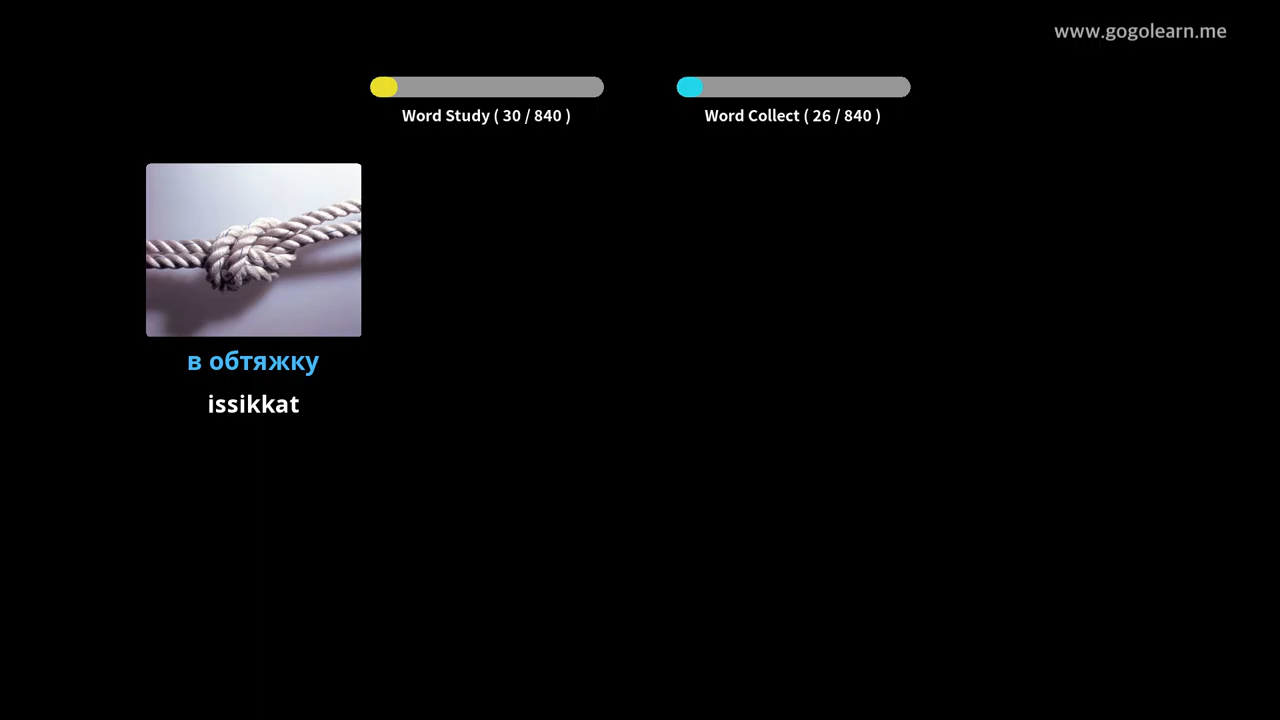 www.gogolearn.me
Word Study ( 30 / 840 )
Word Collect ( 26 / 840 )
в обтяжку
issikkat